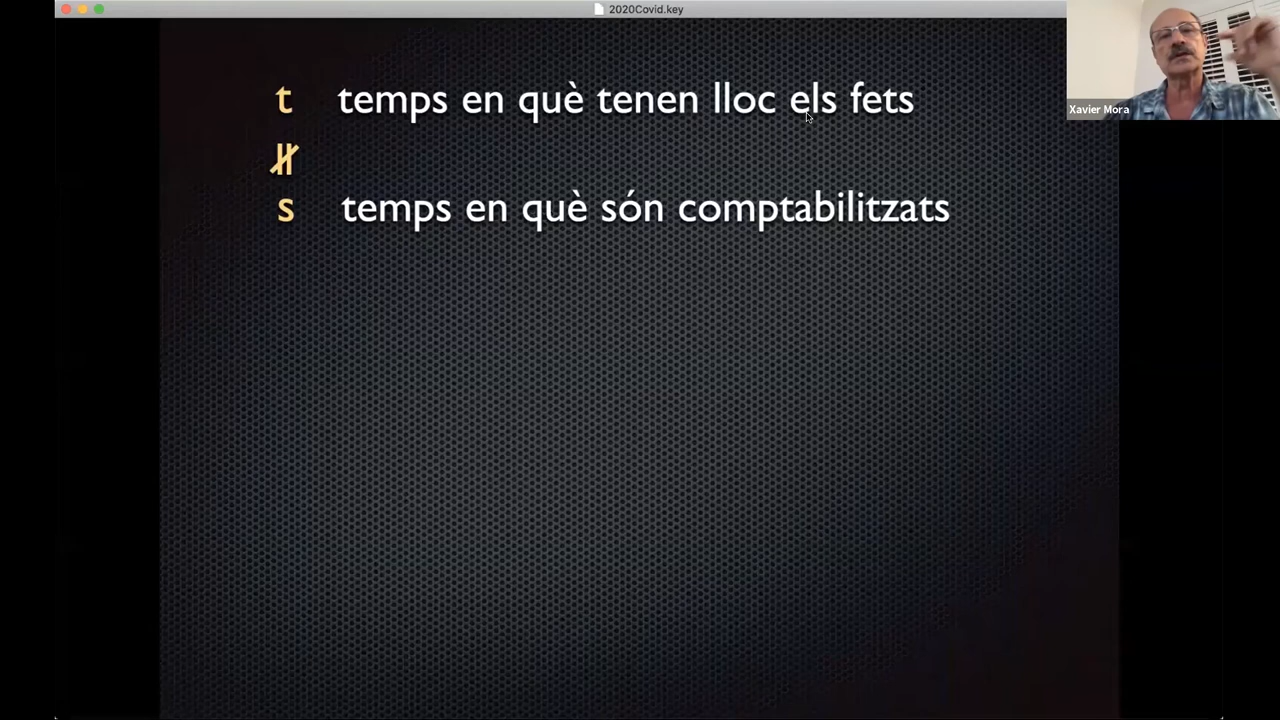 2020Covid.key
t temps en què tenen lloc els fets
∦
s temps en què són comptabilitzats
Xavier Mora